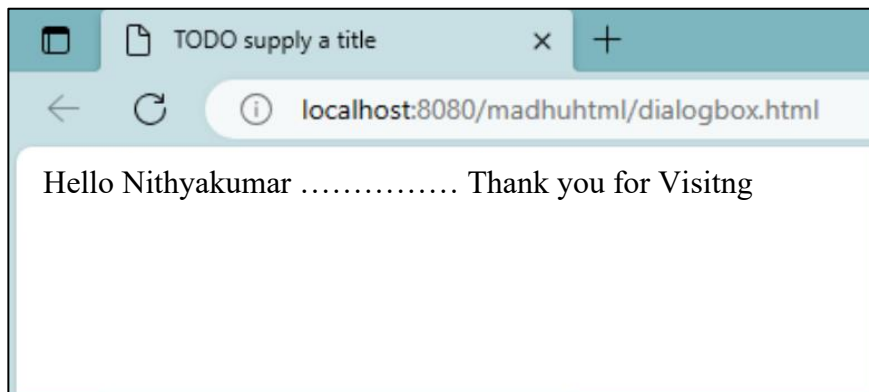 TODO supply a title
localhost:8080/madhuhtml/dialogbox.html
Hello Nithyakumar …………… Thank you for Visitng